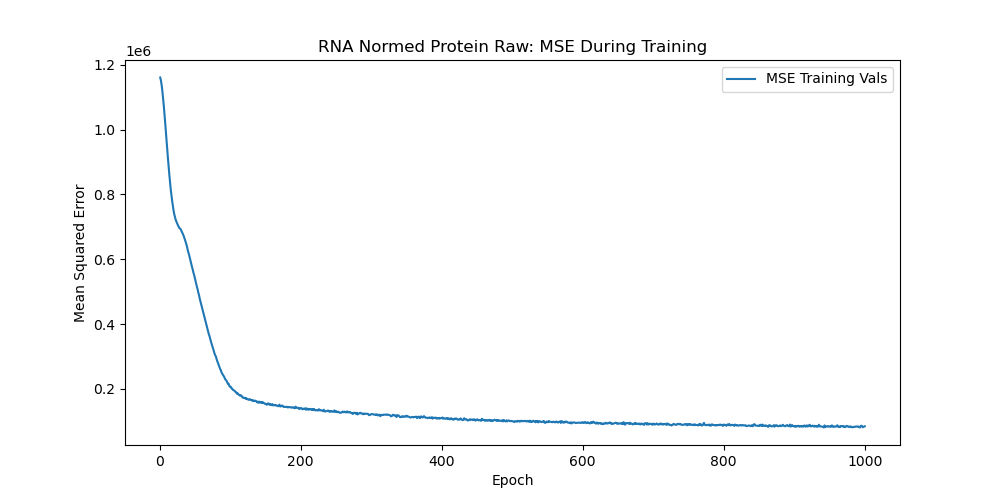 RNA Normed Protein Raw: MSE During Training
1e6
MSE Training Vals
1.2
1.0
0.8
0.6
0.4
0.2
Mean Squared Error
0 200 400 600 800 1000
Epoch